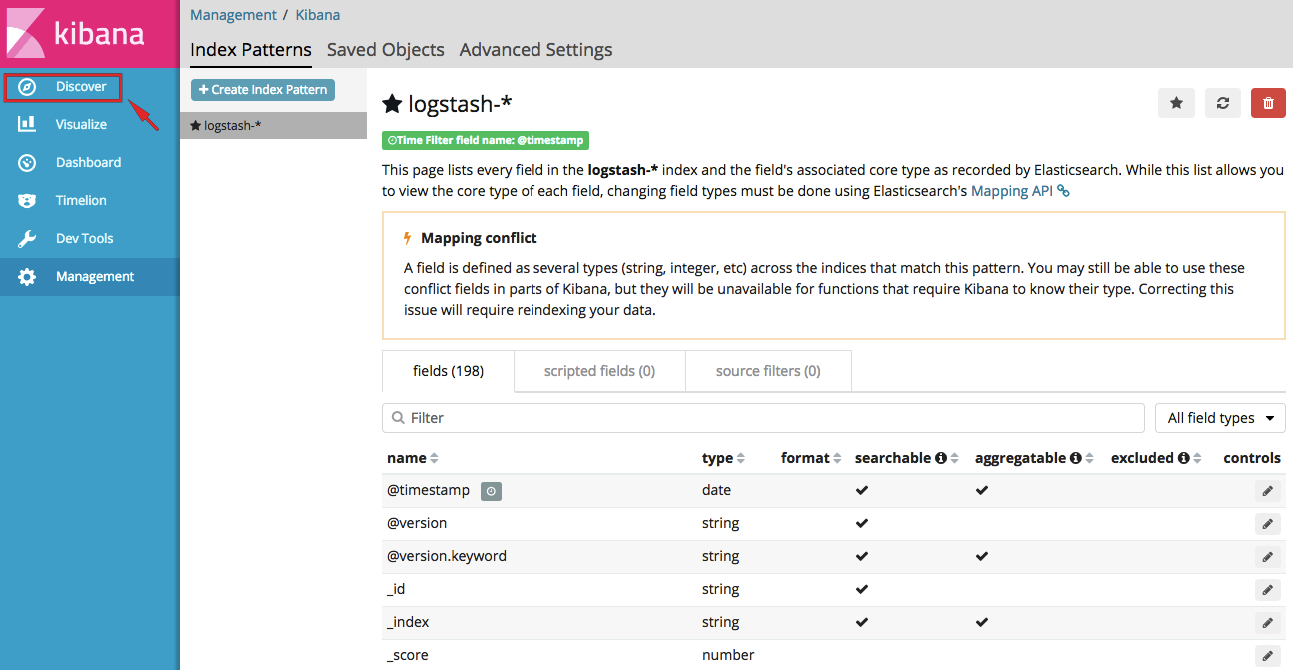 kibana
Discover
Visualize
Dashboard
Timelion
Dev Tools
Management
Management / Kibana
Index Patterns Saved Objects Advanced Settings
Create Index Pattern
logstash-*
logstash-*
Time Filter field name: @timestamp
This page lists every field in the logstash-* index and the field's associated core type as recorded by Elasticsearch. While this list allows you
to view the core type of each field, changing field types must be done using Elasticsearch's Mapping API
Mapping conflict
A field is defined as several types (string, integer, etc) across the indices that match this pattern. You may still be able to use these
conflict fields in parts of Kibana, but they will be unavailable for functions that require Kibana to know their type. Correcting this
issue will require reindexing your data.
fields (198) scripted fields (0) source filters (0)
Filter All field types
name type format searchable aggregatable excluded controls
@timestamp date
@version string
@version.keyword string
_id string
_index string
_score number